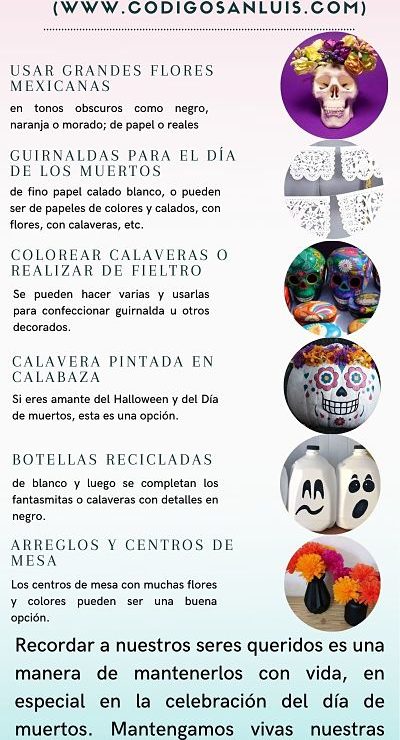 (WWW.CODIGOSANLUIS.COM)
USAR GRANDES FLORES
MEXICANAS
en tonos obscuros como negro,
naranja o morado; de papel o reales
GUIRNALDAS PARA EL DÍA
DE LOS MUERTOS
de fino papel calado blanco, o pueden
ser de papeles de colores y calados, con
flores, con calaveras, etc.
COLOREAR CALAVERAS O
REALIZAR DE FIELTRO
Se pueden hacer varias y usarlas
para confeccionar guirnalda u otros
decorados.
CALAVERA PINTADA EN
CALABAZA
Si eres amante del Halloween y del Día
de muertos, esta es una opción.
BOTELLAS RECICLADAS
de blanco y luego se completan los
fantasmitas o calaveras con detalles en
negro.
ARREGLOS Y CENTROS DE
MESA
Los centros de mesa con muchas flores
y colores pueden ser una buena
opción.
Recordar a nuestros seres queridos es una
manera de mantenerlos con vida, en
especial en la celebración del día de
muertos. Mantengamos vivas nuestras